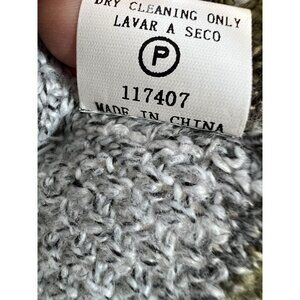 DRY CLEANING ONLY
LAVAR A SECO
P
117407
MADE IN CHINA